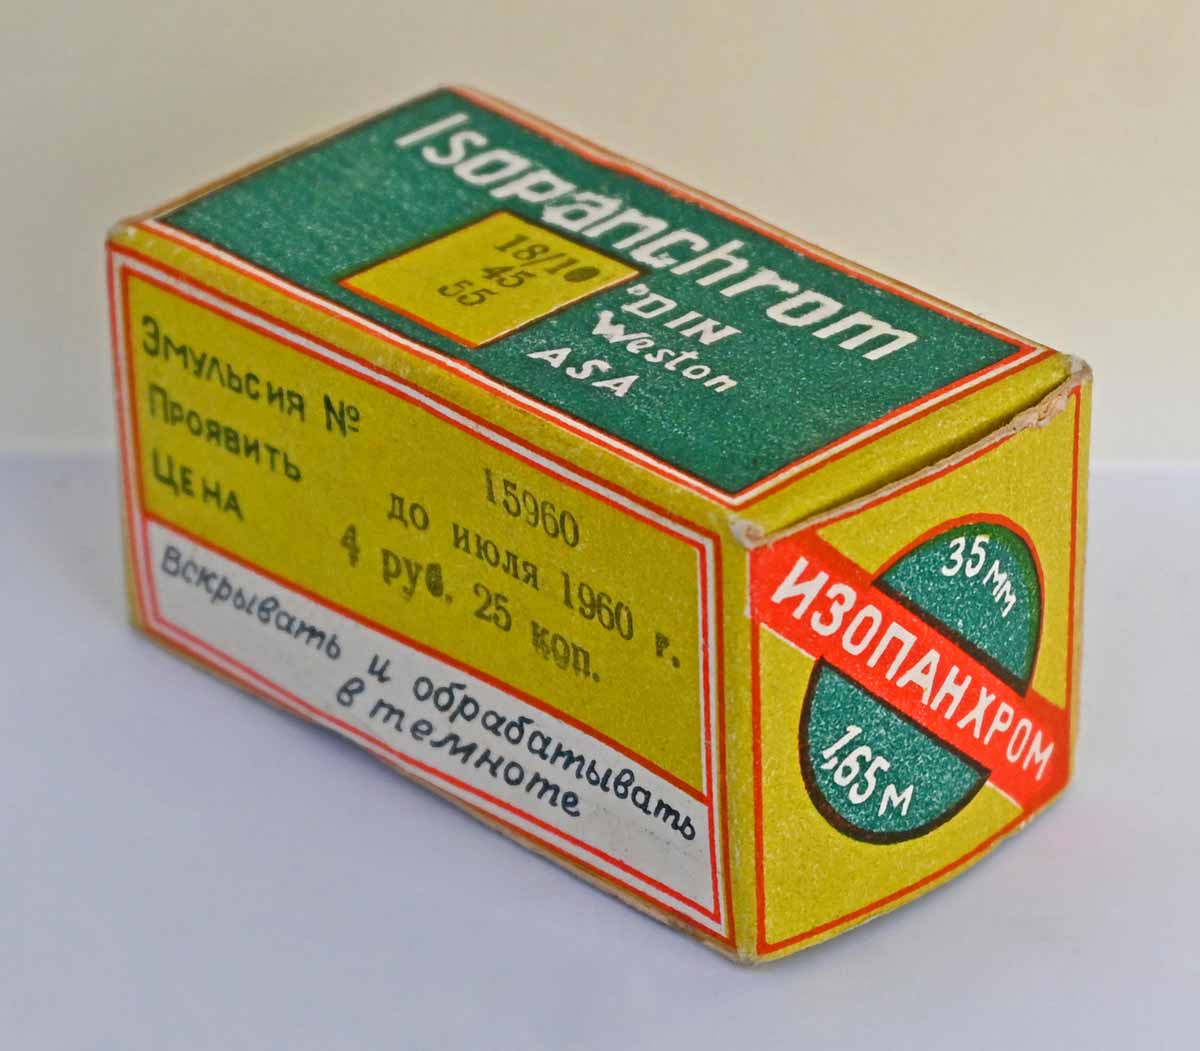 Isopanchrom
18/10 °DIN
45 Weston
55 ASA
Эмульсия № 15960
Проявить до июля 1960 г.
Цена 4 руб. 25 коп.
Вскрывать и обрабатывать
в темноте
35 мм
ИЗОПАНХРОМ
1,65 м